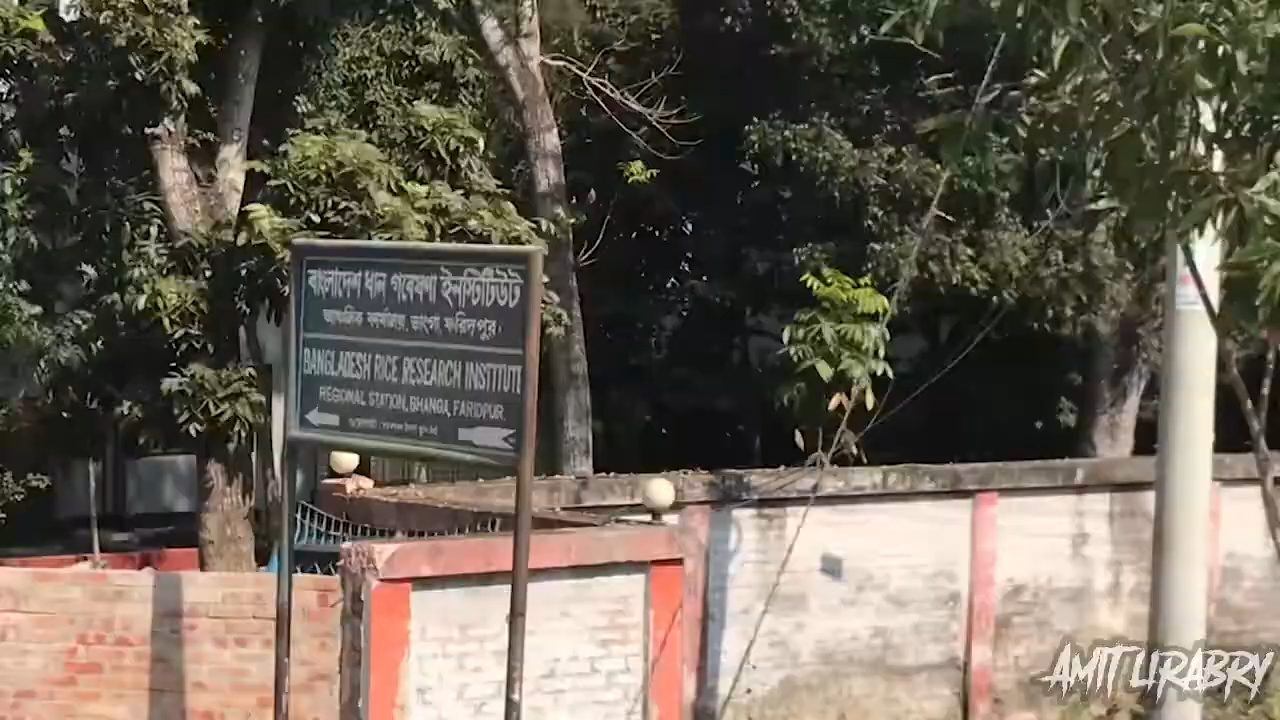 বাংলাদেশ ধান গবেষণা ইনস্টিটিউট
আঞ্চলিক কার্যালয়, ভাংগা, ফরিদপুর।
BANGLADESH RICE RESEARCH INSTITUTE
REGIONAL STATION, BHANGA, FARIDPUR.
AMIT LIRABRY